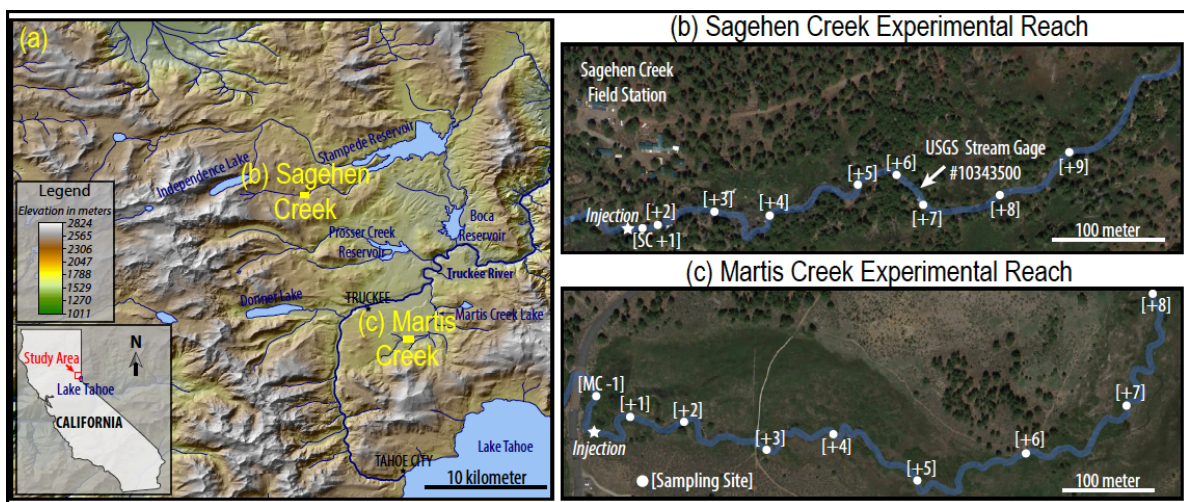 (a)
Independence Lake
Stampede Reservoir
(b) Sagehen
Creek
Boca
Reservoir
Prosser Creek
Reservoir
Truckee River
Donner Lake
TRUCKEE
Martis Creek Lake
(c) Martis
Creek
Lake Tahoe
TAHOE CITY
10 kilometer
Legend
Elevation in meters
2824
2565
2306
2047
1788
1529
1270
1011
N
Study Area
Lake Tahoe
CALIFORNIA
(b) Sagehen Creek Experimental Reach
Sagehen Creek
Field Station
Injection
[SC +1]
[+2]
[+3]
[+4]
[+5]
[+6]
USGS Stream Gage
#10343500
[+7]
[+8]
[+9]
100 meter
(c) Martis Creek Experimental Reach
[MC -1]
Injection
[+1]
[+2]
[+3]
[+4]
[+5]
[+6]
[+7]
[+8]
[Sampling Site]
100 meter